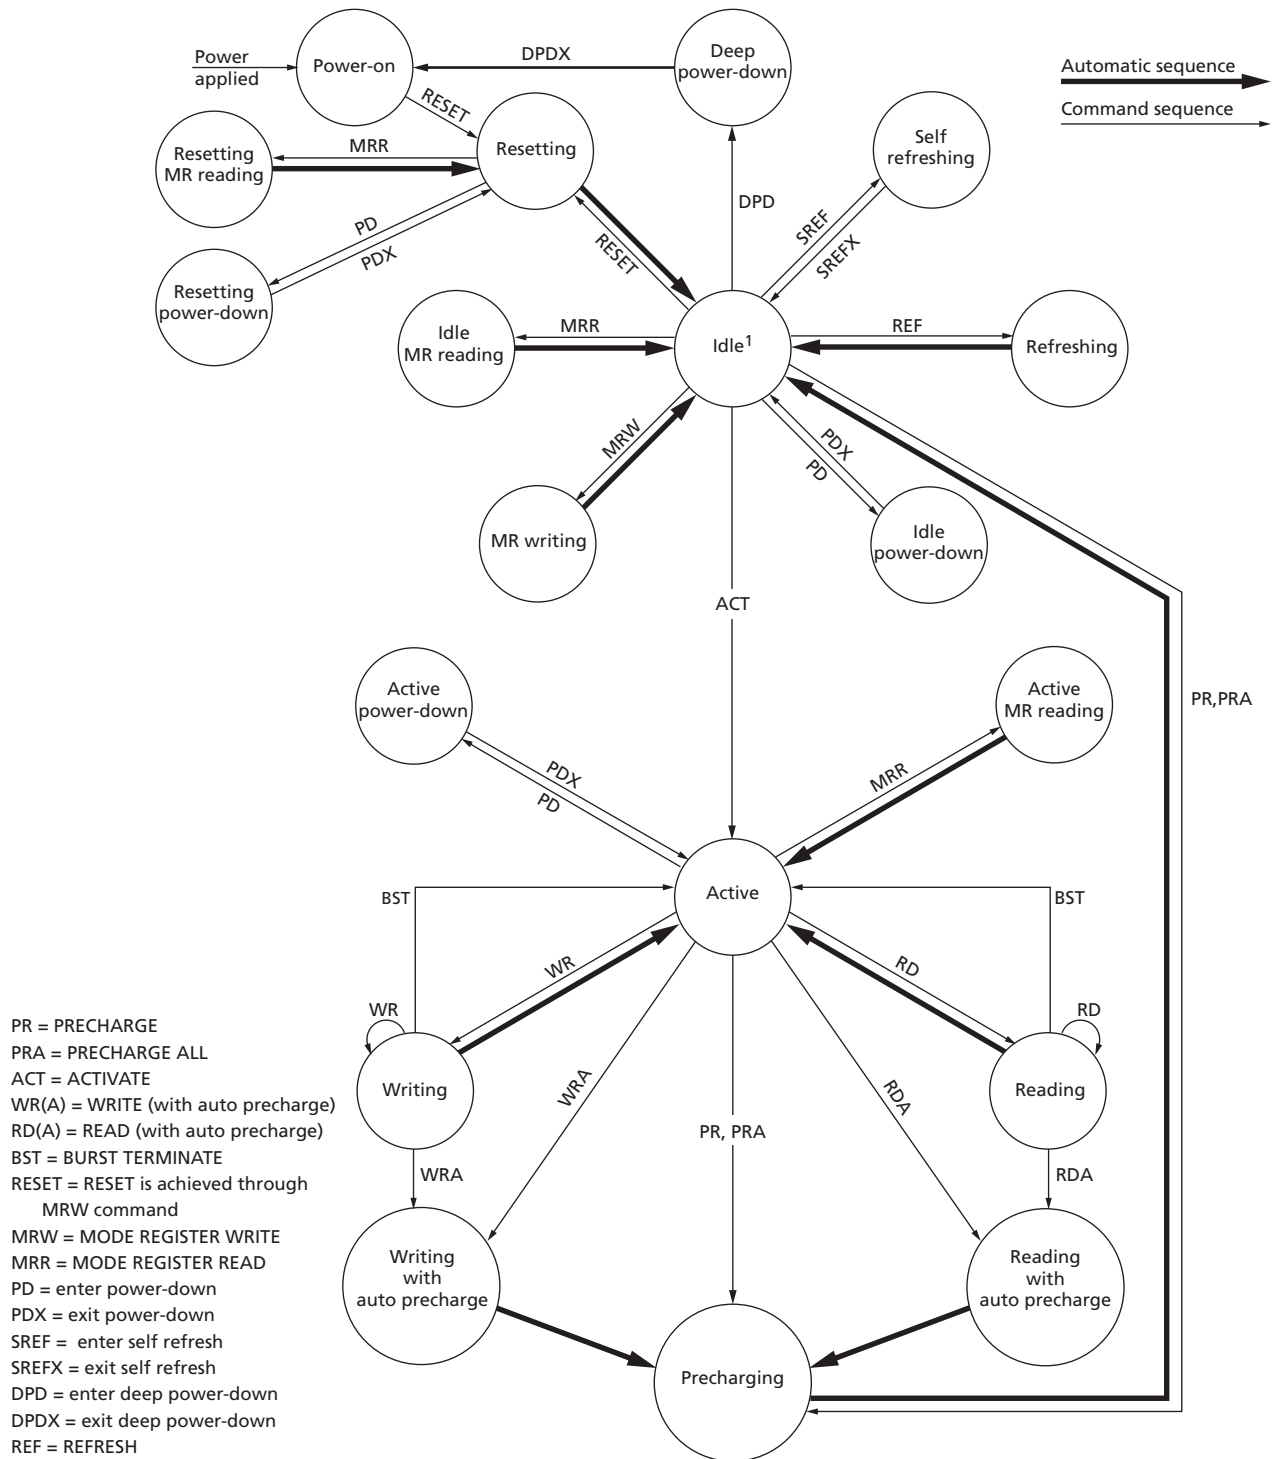 Power
applied
Power-on
DPDX
Deep
power-down
Automatic sequence
Command sequence
RESET
Resetting
MR reading
MRR
Resetting
Self
refreshing
DPD
PD
PDX
RESET
SREF
SREFX
Resetting
power-down
Idle
MR reading
MRR
Idle¹
REF
Refreshing
MRW
PDX
PD
MR writing
Idle
power-down
ACT
Active
power-down
Active
MR reading
PR,PRA
PDX
PD
MRR
BST
Active
BST
WR
RD
WR
RD
Writing
WRA
PR, PRA
RDA
Reading
WRA
RDA
Writing
with
auto precharge
Reading
with
auto precharge
Precharging
PR = PRECHARGE
PRA = PRECHARGE ALL
ACT = ACTIVATE
WR(A) = WRITE (with auto precharge)
RD(A) = READ (with auto precharge)
BST = BURST TERMINATE
RESET = RESET is achieved through
MRW command
MRW = MODE REGISTER WRITE
MRR = MODE REGISTER READ
PD = enter power-down
PDX = exit power-down
SREF = enter self refresh
SREFX = exit self refresh
DPD = enter deep power-down
DPDX = exit deep power-down
REF = REFRESH